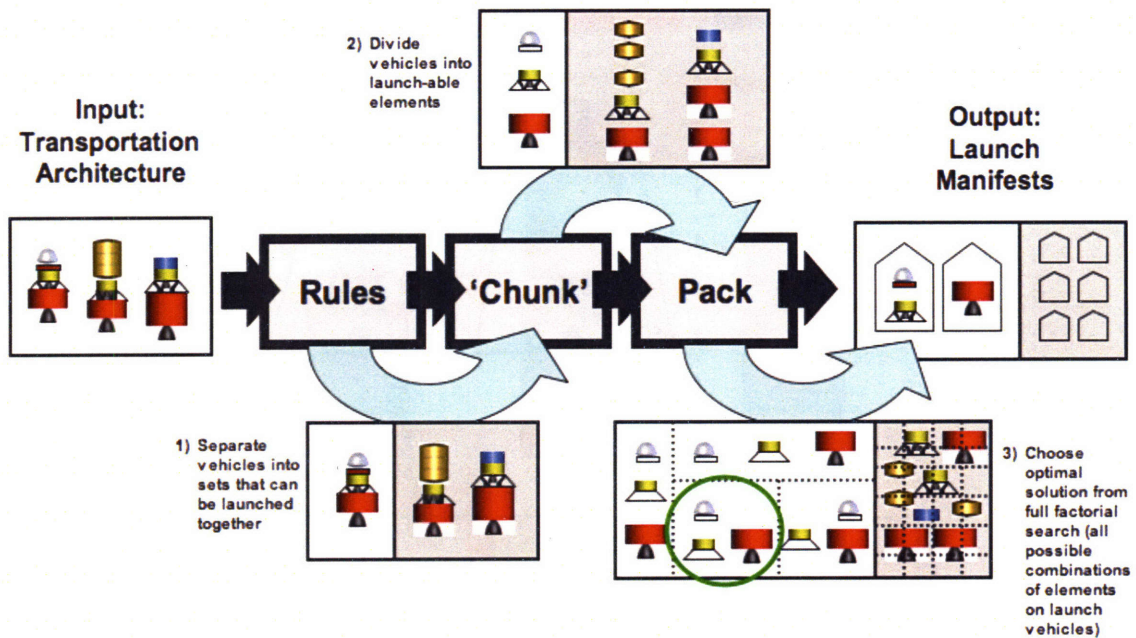 2) Divide
vehicles into
launch-able
elements
Input:
Transportation
Architecture
Output:
Launch
Manifests
Rules
‘Chunk’
Pack
1) Separate
vehicles into
sets that can
be launched
together
3) Choose
optimal
solution from
full factorial
search (all
possible
combinations
of elements
on launch
vehicles)